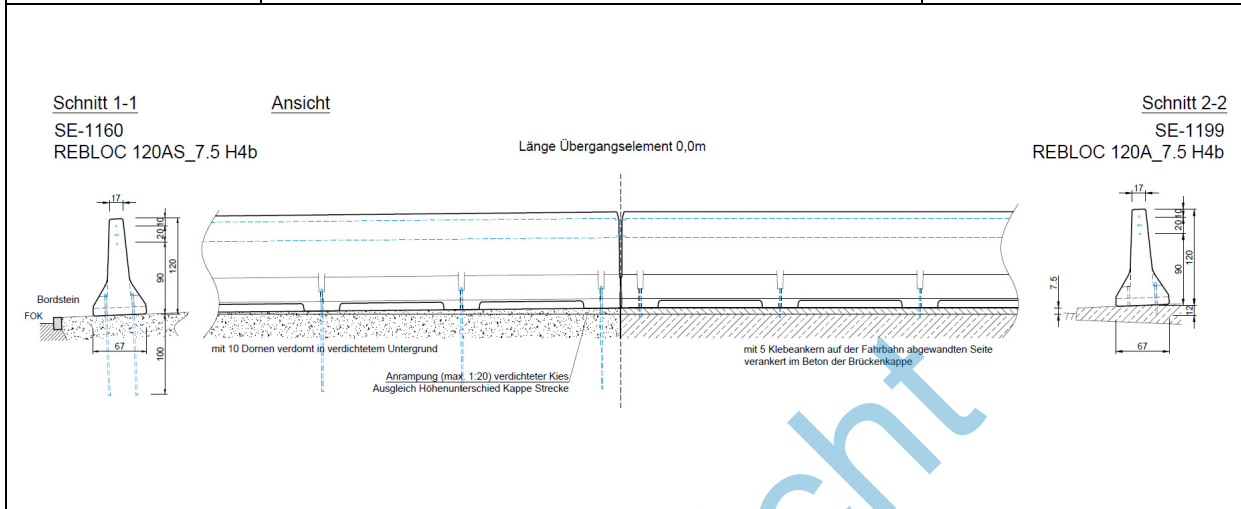 Schnitt 1-1
SE-1160
REBLOC 120AS_7.5 H4b
Ansicht
Länge Übergangselement 0,0m
Schnitt 2-2
SE-1199
REBLOC 120A_7.5 H4b
17
10
20
90
120
Bordstein
FOK
67
100
mit 10 Dornen verdornt in verdichtetem Untergrund
Anrampung (max. 1:20) verdichteter Kies
Ausgleich Höhenunterschied Kappe Strecke
mit 5 Klebeankern auf der Fahrbahn abgewandten Seite
verankert im Beton der Brückenkappe
17
10
20
90
120
7.5
12
67
cht